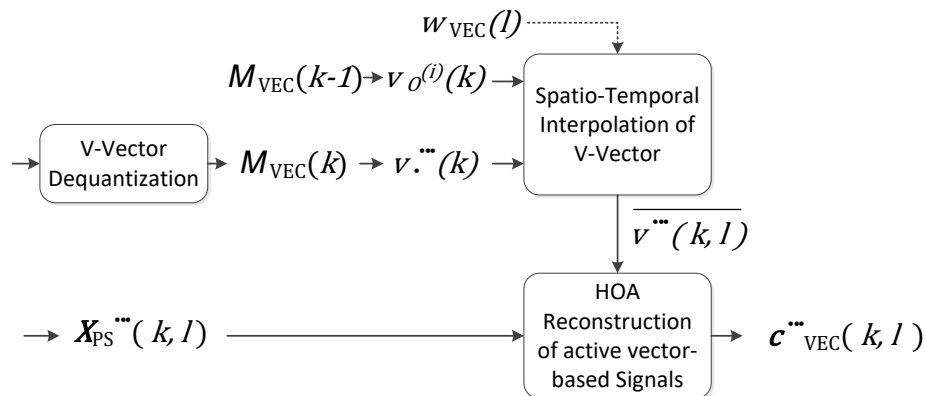 w VEC(l)
M VEC(k-1) v O(i)(k)
Spatio-Temporal
Interpolation of
V-Vector
V-Vector
Dequantization
M VEC(k) v.…(k)
v…(k, l)
HOA
Reconstruction
of active vector-
based Signals
X PS…(k, l)
c…VEC(k, l)